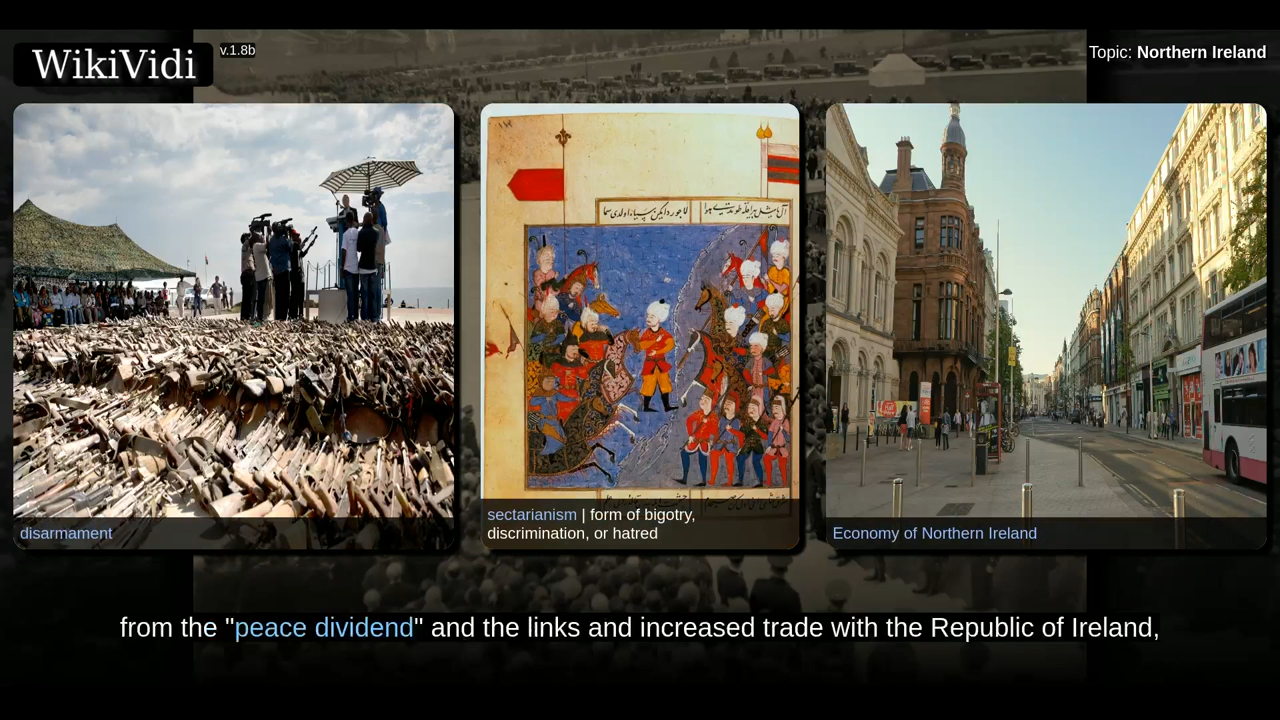 WikiVidi
v.1.8b
Topic: Northern Ireland
disarmament
sectarianism | form of bigotry,
discrimination, or hatred
Economy of Northern Ireland
from the "peace dividend" and the links and increased trade with the Republic of Ireland,